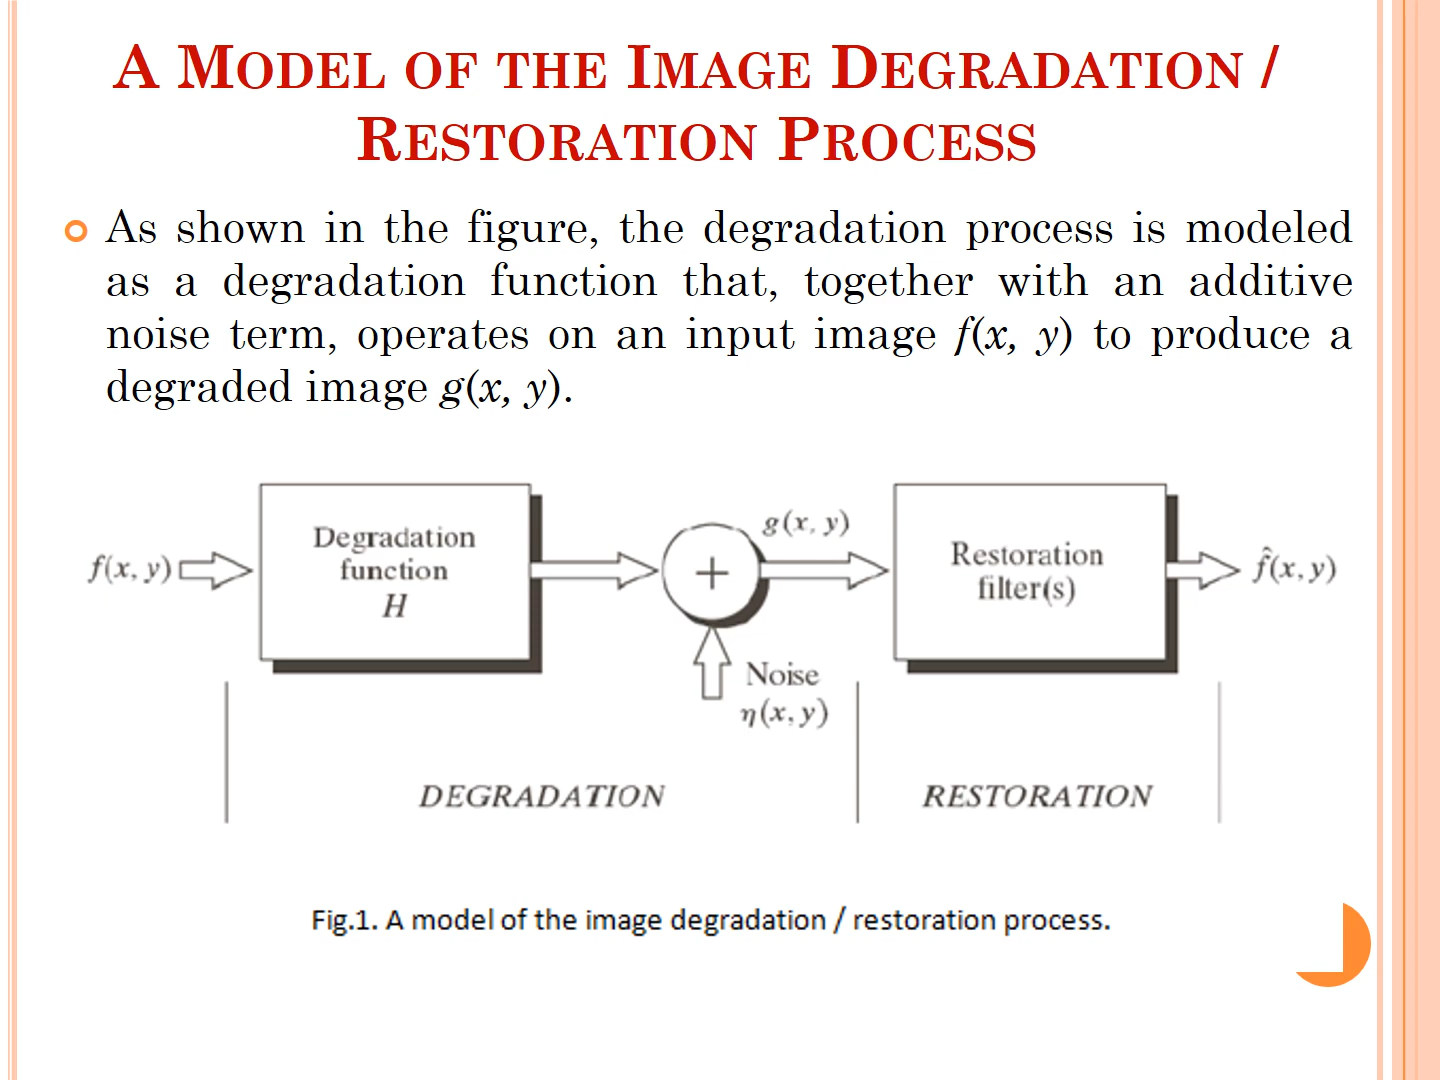 A Model of the Image Degradation /
Restoration Process
As shown in the figure, the degradation process is modeled
as a degradation function that, together with an additive
noise term, operates on an input image f(x, y) to produce a
degraded image g(x, y).
f(x, y)
Degradation
function
H
+
g(x, y)
Noise
η(x, y)
Restoration
filter(s)
f̂(x, y)
DEGRADATION
RESTORATION
Fig.1. A model of the image degradation / restoration process.